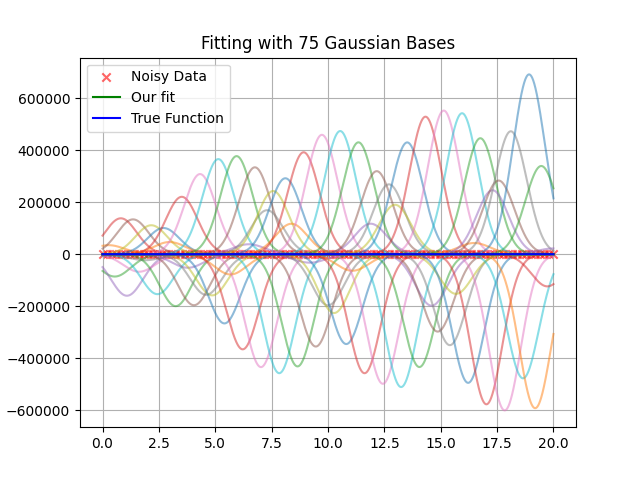 Fitting with 75 Gaussian Bases
Noisy Data
Our fit
True Function
600000
400000
200000
0
−200000
−400000
−600000
0.0 2.5 5.0 7.5 10.0 12.5 15.0 17.5 20.0